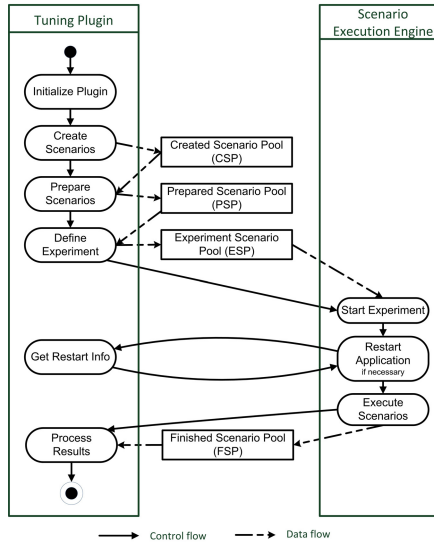 Tuning Plugin
Scenario
Execution Engine
Initialize Plugin
Create
Scenarios
Created Scenario Pool
(CSP)
Prepare
Scenarios
Prepared Scenario Pool
(PSP)
Define
Experiment
Experiment Scenario
Pool (ESP)
Start Experiment
Get Restart Info
Restart
Application
if necessary
Execute
Scenarios
Process
Results
Finished Scenario Pool
(FSP)
Control flow
Data flow